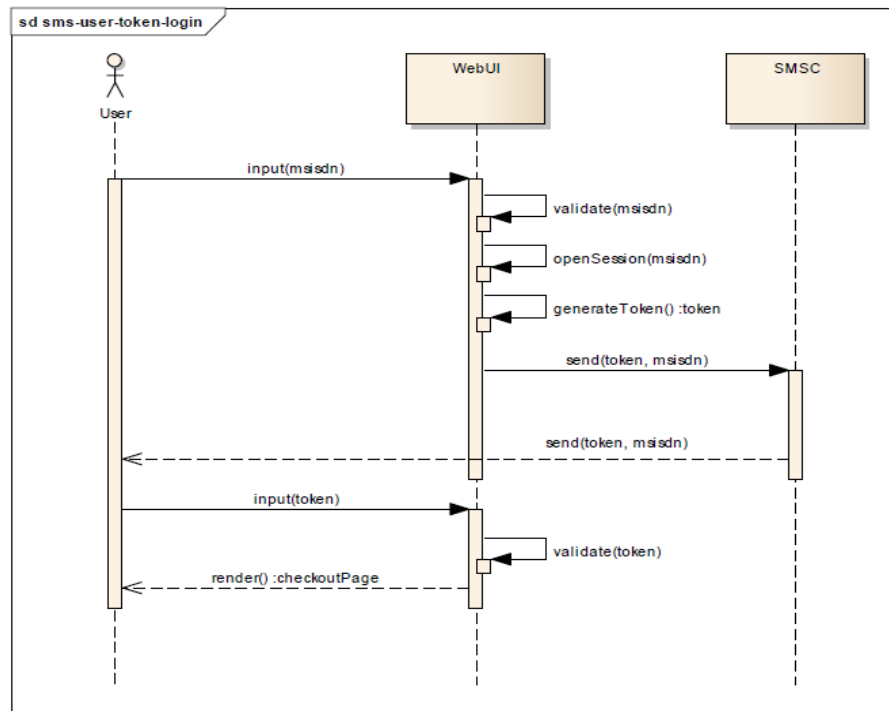 sd sms-user-token-login
User
WebUI
SMSC
input(msisdn)
validate(msisdn)
openSession(msisdn)
generateToken() :token
send(token, msisdn)
send(token, msisdn)
input(token)
validate(token)
render() :checkoutPage